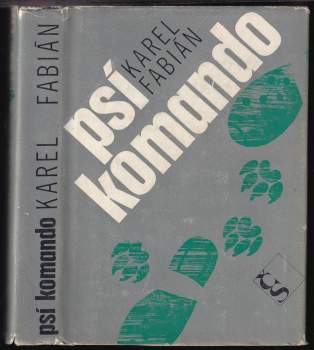 psí komando KAREL FABIÁN
KAREL
FABIÁN
psí
komando
čs